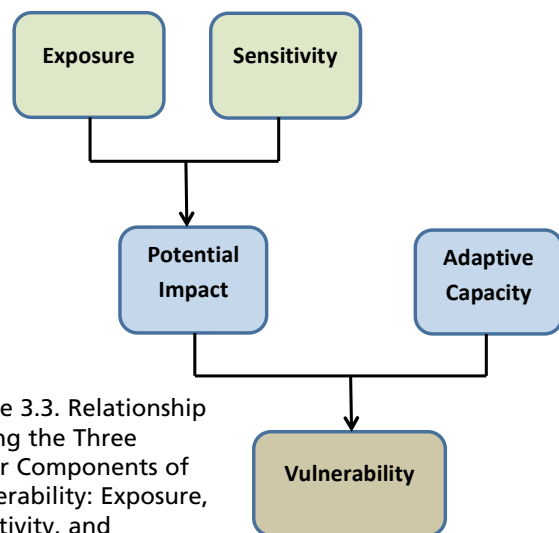 Exposure
Sensitivity
Potential
Impact
Adaptive
Capacity
e 3.3. Relationship
ng the Three
r Components of
erability: Exposure,
tivity, and
Vulnerability